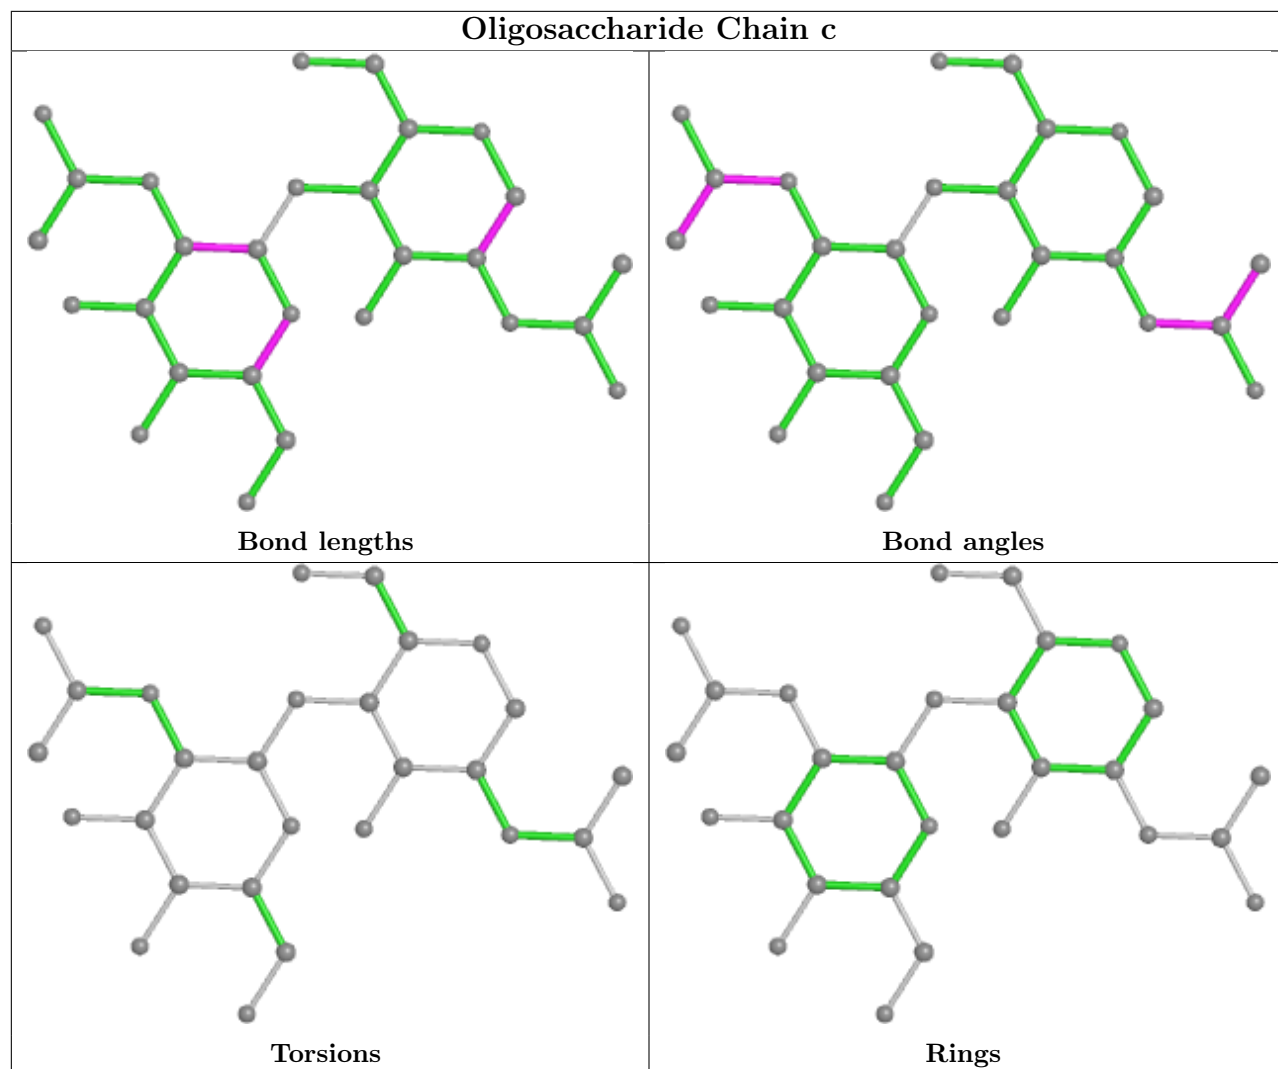 Oligosaccharide Chain c
Bond lengths
Bond angles
Torsions
Rings